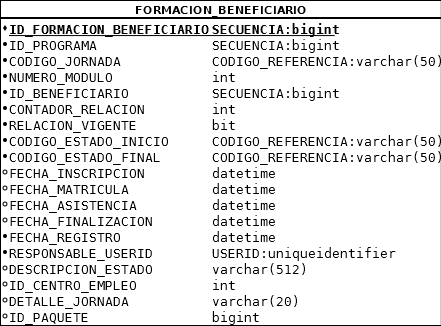 FORMACION_BENEFICIARIO
ID_FORMACION_BENEFICIARIO SECUENCIA:bigint
ID_PROGRAMA SECUENCIA:bigint
CODIGO_JORNADA CODIGO_REFERENCIA:varchar(50)
NUMERO_MODULO int
ID_BENEFICIARIO SECUENCIA:bigint
CONTADOR_RELACION int
RELACION_VIGENTE bit
CODIGO_ESTADO_INICIO CODIGO_REFERENCIA:varchar(50)
CODIGO_ESTADO_FINAL CODIGO_REFERENCIA:varchar(50)
FECHA_INSCRIPCION datetime
FECHA_MATRICULA datetime
FECHA_ASISTENCIA datetime
FECHA_FINALIZACION datetime
FECHA_REGISTRO datetime
RESPONSABLE_USERID USERID:uniqueidentifier
DESCRIPCION_ESTADO varchar(512)
ID_CENTRO_EMPLEO int
DETALLE_JORNADA varchar(20)
ID_PAQUETE bigint